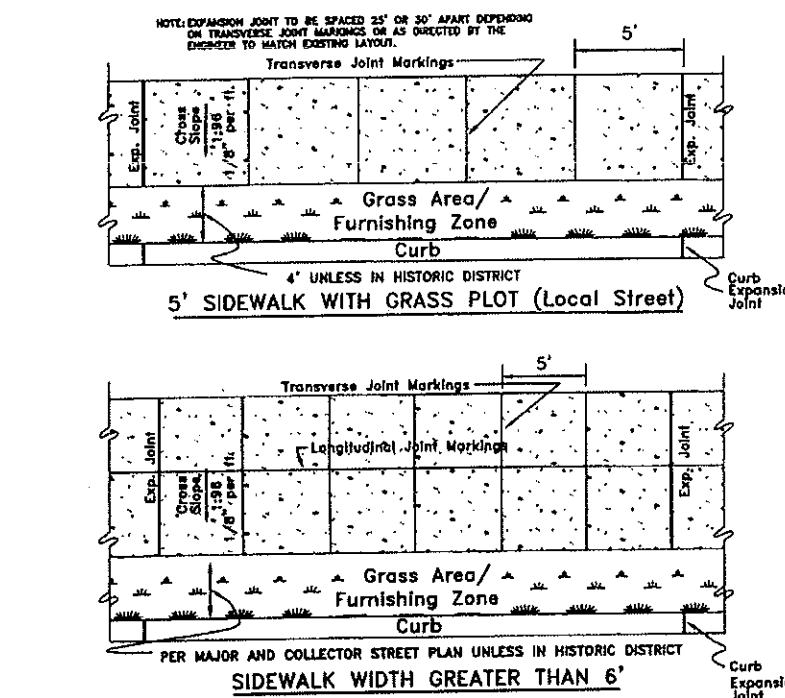 NOTE: EXPANSION JOINT TO BE SPACED 25' OR 30' APART DEPENDING
ON TRANSVERSE JOINT MARKINGS OR AS DIRECTED BY THE
ENGINEER TO MATCH EXISTING LAYOUT.
5'
Transverse Joint Markings
Exp. Joint
Cross
Slope
1:96
1/8" per ft.
Exp. Joint
Grass Area/
Furnishing Zone
Curb
4' UNLESS IN HISTORIC DISTRICT
Curb
Expansi
Joint
5' SIDEWALK WITH GRASS PLOT (Local Street)
5'
Transverse Joint Markings
Longitudinal Joint Markings
Exp. Joint
Cross
Slope
1:96
1/8" per ft.
Exp. Joint
Grass Area/
Furnishing Zone
Curb
PER MAJOR AND COLLECTOR STREET PLAN UNLESS IN HISTORIC DISTRICT
SIDEWALK WIDTH GREATER THAN 6'
Curb
Expansi
Joint